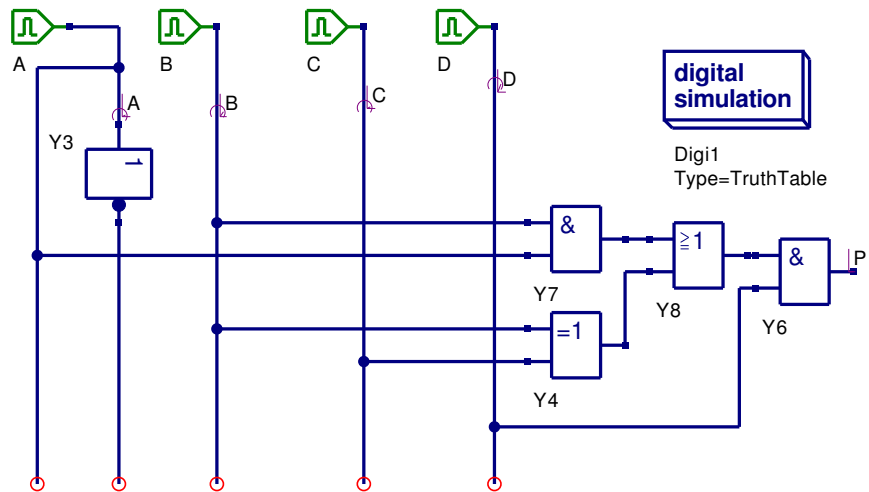 A
B
C
D
A
B
C
D
digital
simulation
Digi1
Type=TruthTable
Y3
1
&
Y7
≧1
Y8
&
Y6
P
=1
Y4